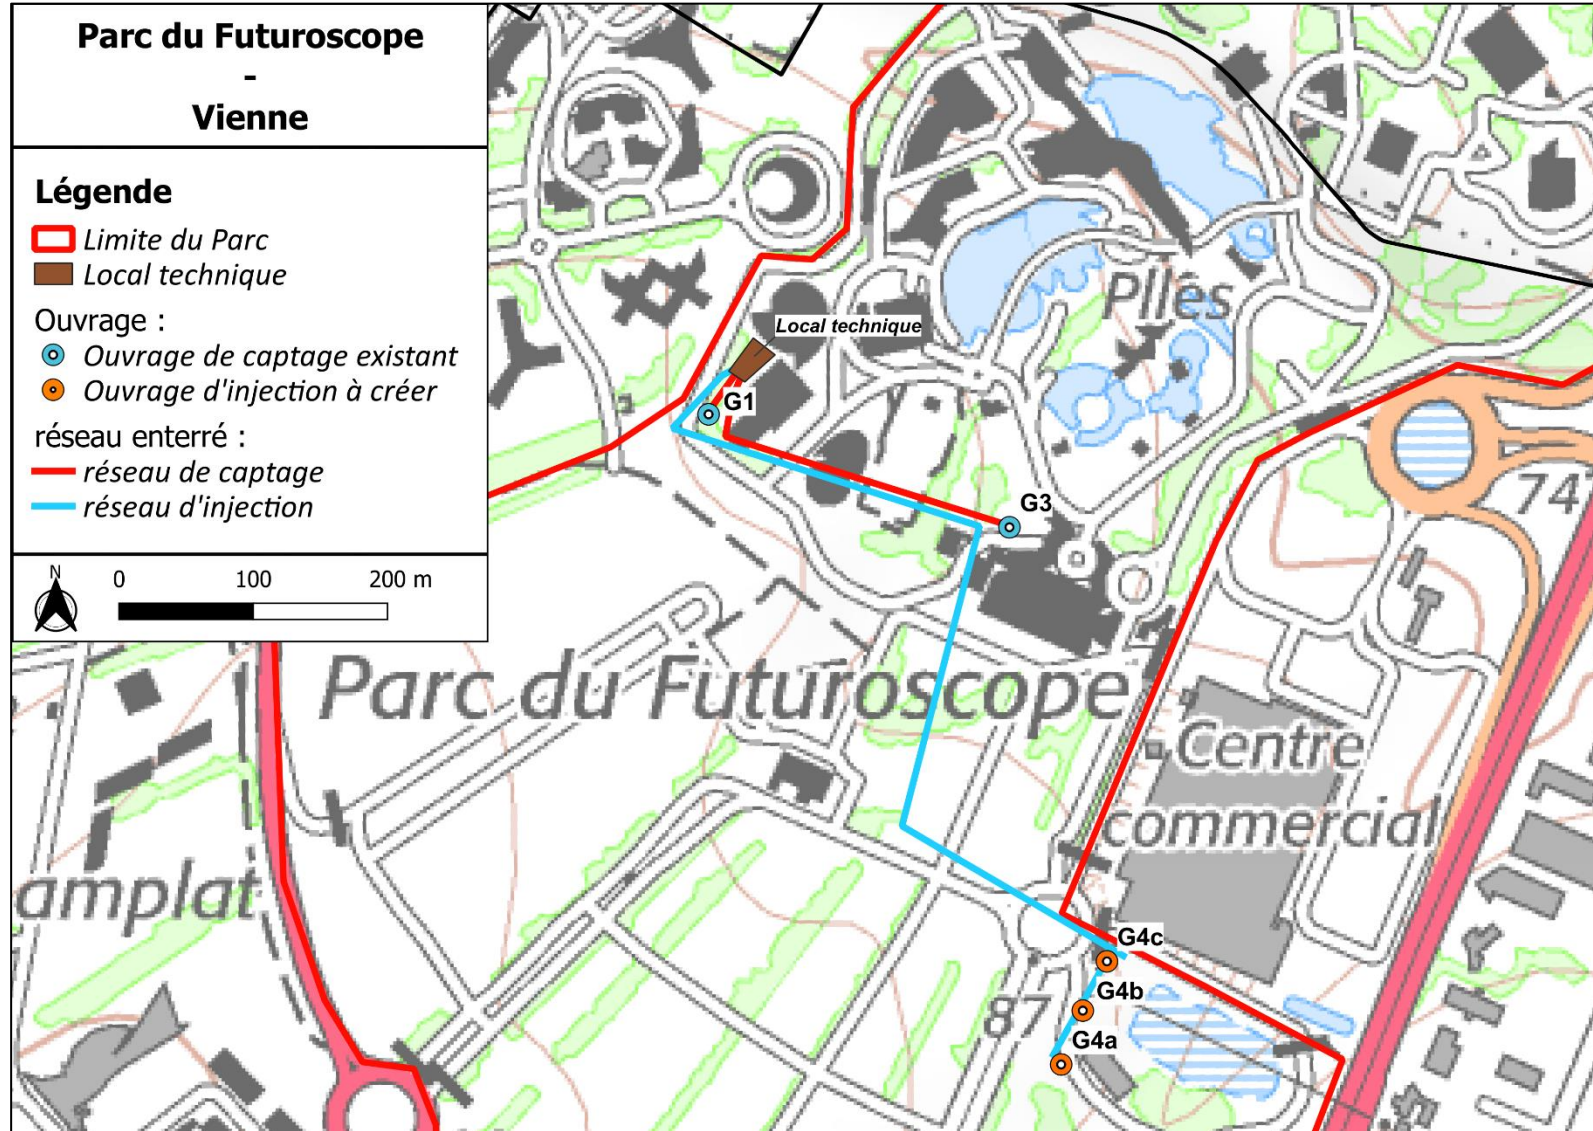 Parc du Futuroscope
-
Vienne
Légende
Limite du Parc
Local technique
Ouvrage :
Ouvrage de captage existant
Ouvrage d'injection à créer
réseau enterré :
réseau de captage
réseau d'injection
N
0 100 200 m
Plles
Local technique
G1
G3
74
Parc du Futuroscope
Centre
commercial
amplat
G4c
G4b
87
G4a